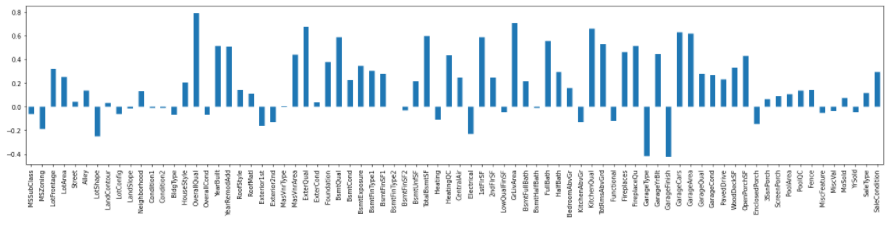 0.8
0.6
0.4
0.2
0.0
−0.2
−0.4
MSSubClass
MSZoning
LotFrontage
LotArea
Street
Alley
LotShape
LandContour
LotConfig
LandSlope
Neighborhood
Condition1
Condition2
BldgType
HouseStyle
OverallQual
OverallCond
YearBuilt
YearRemodAdd
RoofStyle
RoofMatl
Exterior1st
Exterior2nd
MasVnrType
MasVnrArea
ExterQual
ExterCond
Foundation
BsmtQual
BsmtCond
BsmtExposure
BsmtFinType1
BsmtFinSF1
BsmtFinType2
BsmtFinSF2
BsmtUnfSF
TotalBsmtSF
Heating
HeatingQC
CentralAir
Electrical
1stFlrSF
2ndFlrSF
LowQualFinSF
GrLivArea
BsmtFullBath
BsmtHalfBath
FullBath
HalfBath
BedroomAbvGr
KitchenAbvGr
KitchenQual
TotRmsAbvGrd
Functional
Fireplaces
FireplaceQu
GarageType
GarageYrBlt
GarageFinish
GarageCars
GarageArea
GarageQual
GarageCond
PavedDrive
WoodDeckSF
OpenPorchSF
EnclosedPorch
3SsnPorch
ScreenPorch
PoolArea
PoolQC
Fence
MiscFeature
MiscVal
MoSold
YrSold
SaleType
SaleCondition